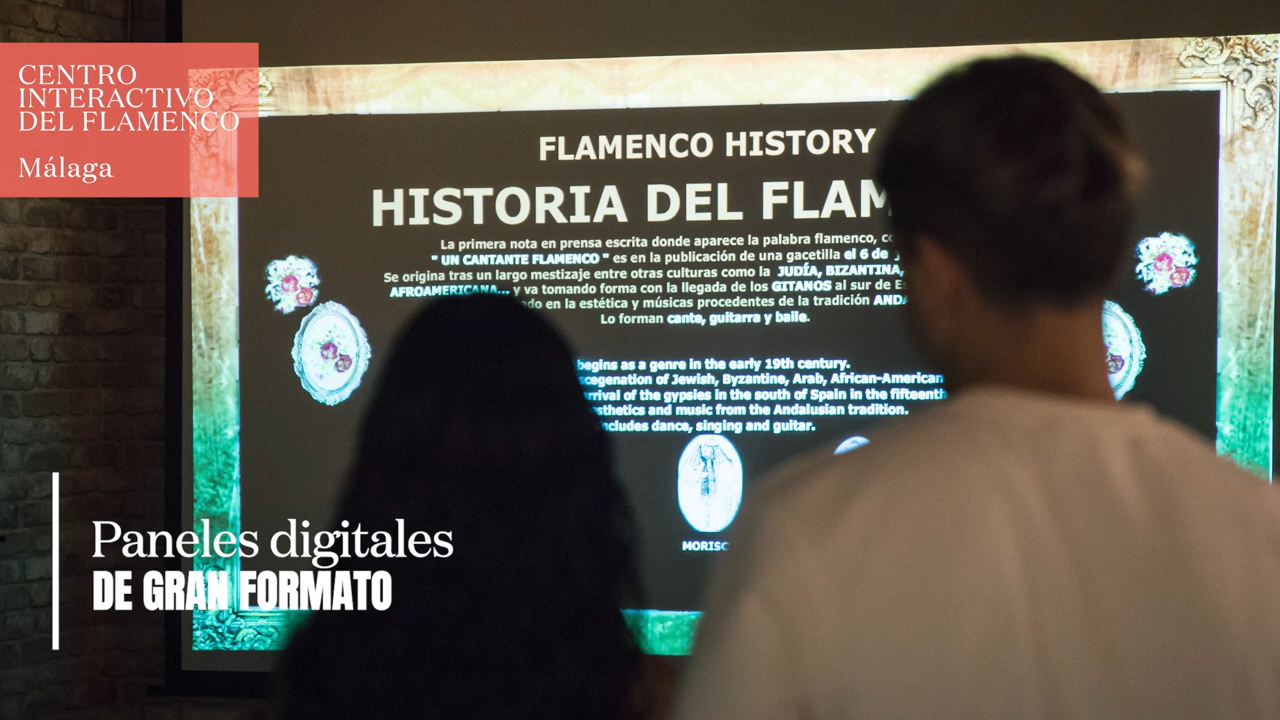 CENTRO
INTERACTIVO
DEL FLAMENCO
Málaga
FLAMENCO HISTORY
HISTORIA DEL FLAM
La primera nota en prensa escrita donde aparece la palabra flamenco,
" UN CANTANTE FLAMENCO " es en la publicación de una gacetilla el 6 de
Se origina tras un largo mestizaje entre otras culturas como la JUDÍA, BIZANTINA,
AFROAMERICANA... y va tomando forma con la llegada de los GITANOS al sur de
en la estética y músicas procedentes de la tradición
Lo forman cante, guitarra y baile.
begins as a genre in the early 19th century.
scegenation of Jewish, Byzantine, Arab, African-American
rrival of the gypsies in the south of Spain in the fifteenth
sthetics and music from the Andalusian tradition.
ncludes dance, singing and guitar.
MORISC
Paneles digitales
DE GRAN FORMATO